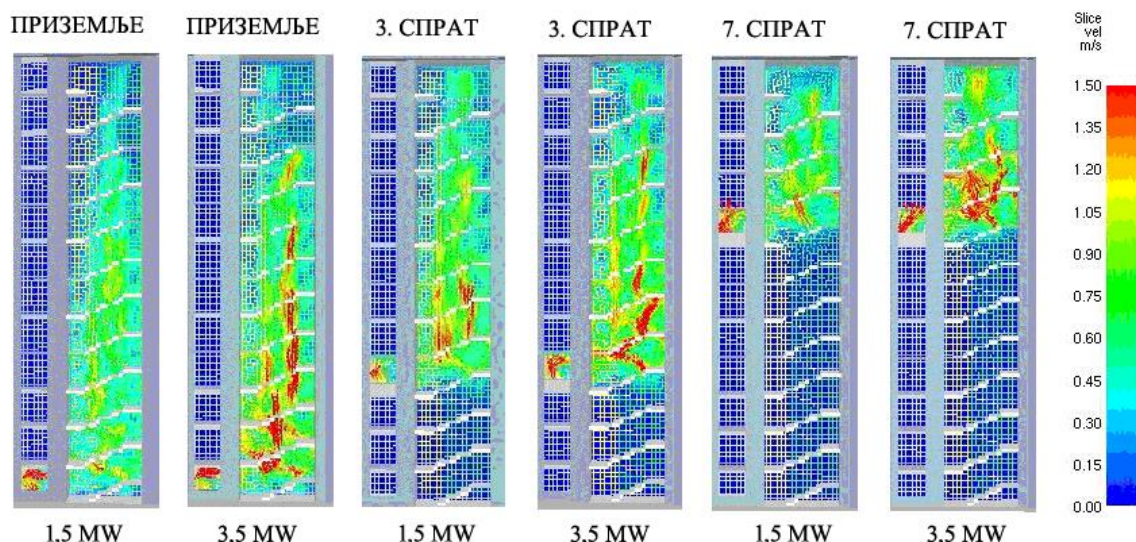 ПРИЗЕМЉЕ ПРИЗЕМЉЕ 3. СПРАТ 3. СПРАТ 7. СПРАТ 7. СПРАТ
Slice
vel
m/s
1.50
1.35
1.20
1.05
0.90
0.75
0.60
0.45
0.30
0.15
0.00
1,5 MW 3,5 MW 1,5 MW 3,5 MW 1,5 MW 3,5 MW